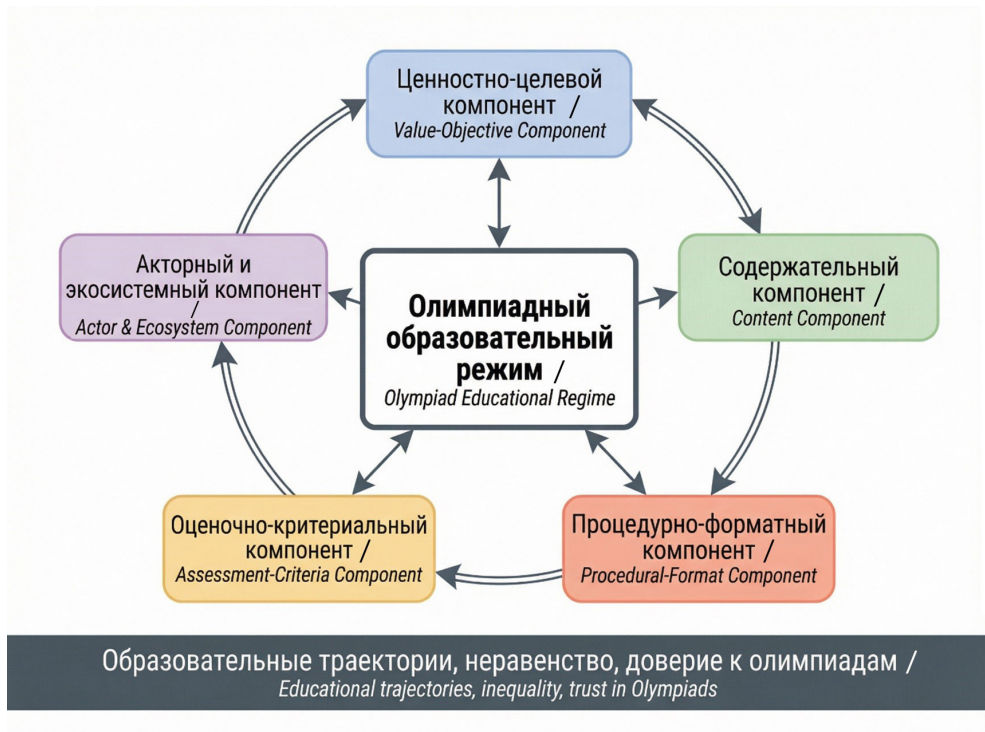 Ценностно-целевой
компонент /
Value-Objective Component
Акторный и
экосистемный компонент
/
Actor & Ecosystem Component
Содержательный
компонент /
Content Component
Олимпиадный
образовательный
режим /
Olympiad Educational Regime
Оценочно-критериальный
компонент /
Assessment-Criteria Component
Процедурно-форматный
компонент /
Procedural-Format Component
Образовательные траектории, неравенство, доверие к олимпиадам /
Educational trajectories, inequality, trust in Olympiads